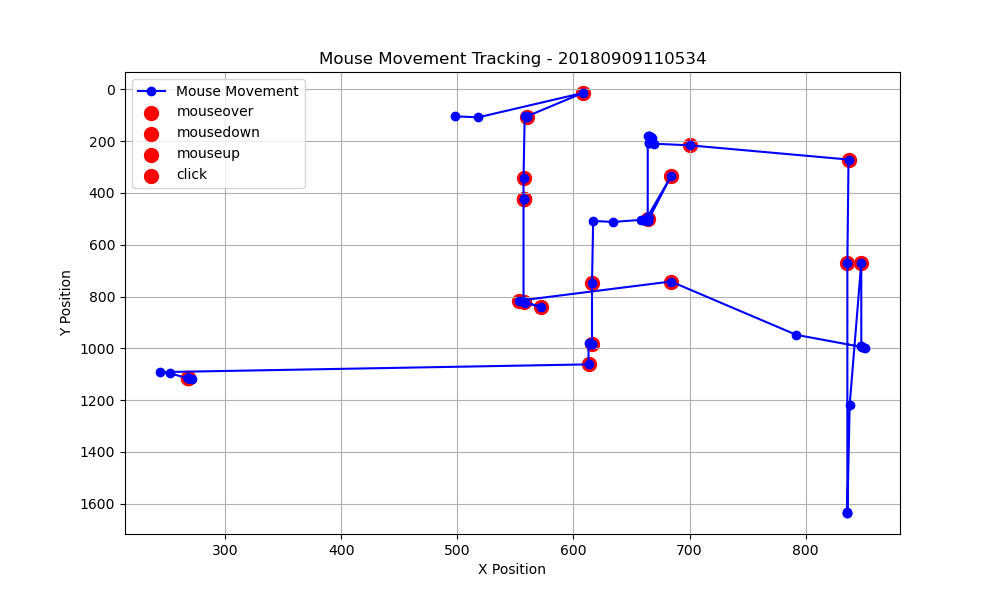 Mouse Movement Tracking - 20180909110534
Mouse Movement
mouseover
mousedown
mouseup
click
Y Position
0
200
400
600
800
1000
1200
1400
1600
300 400 500 600 700 800
X Position